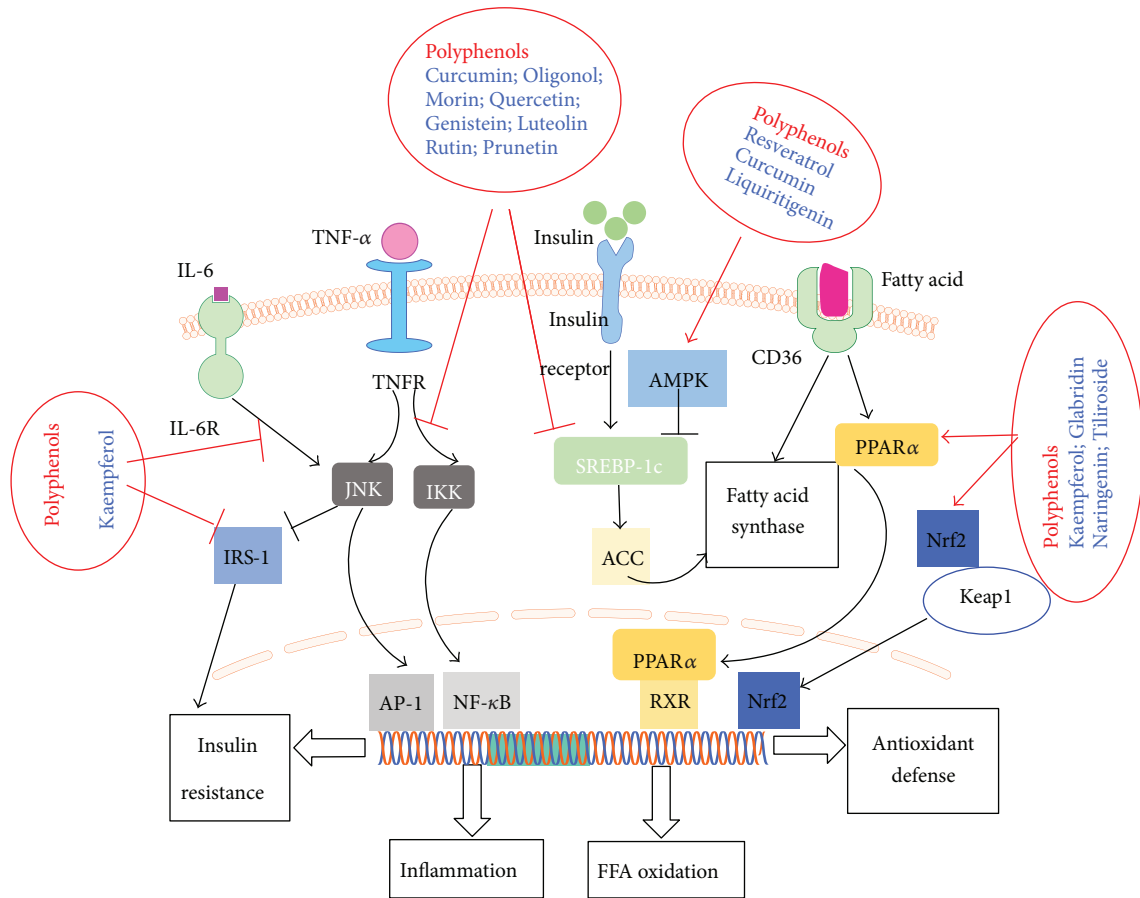 Polyphenols
Curcumin; Oligonol;
Morin; Quercetin;
Genistein; Luteolin
Rutin; Prunetin
Polyphenols
Resveratrol
Curcumin
Liquiritigenin
TNF-α
IL-6
Insulin
Fatty acid
Insulin
receptor
CD36
TNFR
AMPK
IL-6R
Polyphenols
Kaempferol
PPARα
Polyphenols
Kaempferol; Glabridin
Naringenin; Tiliroside
JNK
IKK
SREBP-1c
Fatty acid
synthase
IRS-1
ACC
Nrf2
Keap1
PPARα
AP-1
NF-κB
RXR
Nrf2
Insulin
resistance
Antioxidant
defense
Inflammation
FFA oxidation